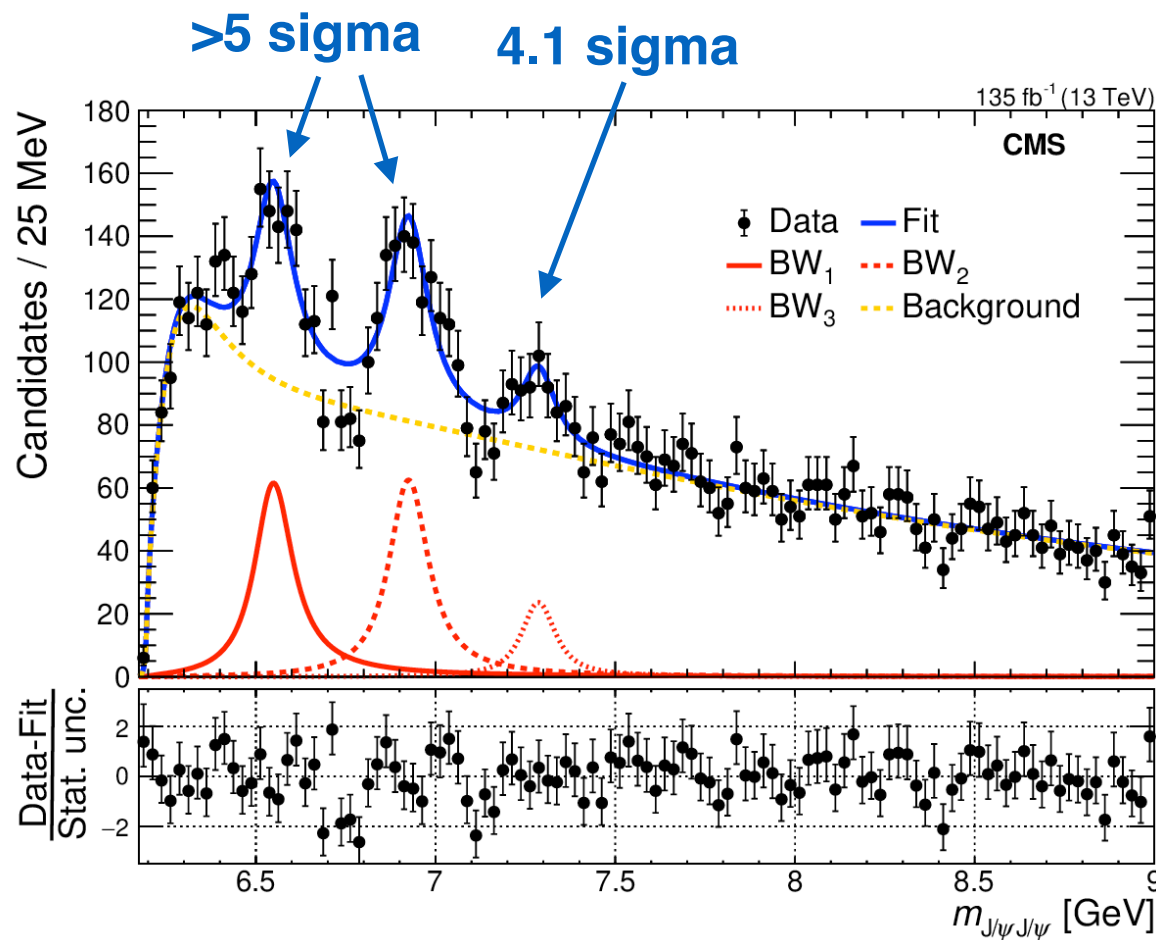 >5 sigma
4.1 sigma
135 fb⁻¹ (13 TeV)
CMS
Candidates / 25 MeV
180
160
140
120
100
80
60
40
20
0
Data
Fit
BW₁
BW₂
BW₃
Background
Data-Fit
Stat. unc.
2
0
−2
6.5
7
7.5
8
8.5
9
m_J/ψJ/ψ [GeV]